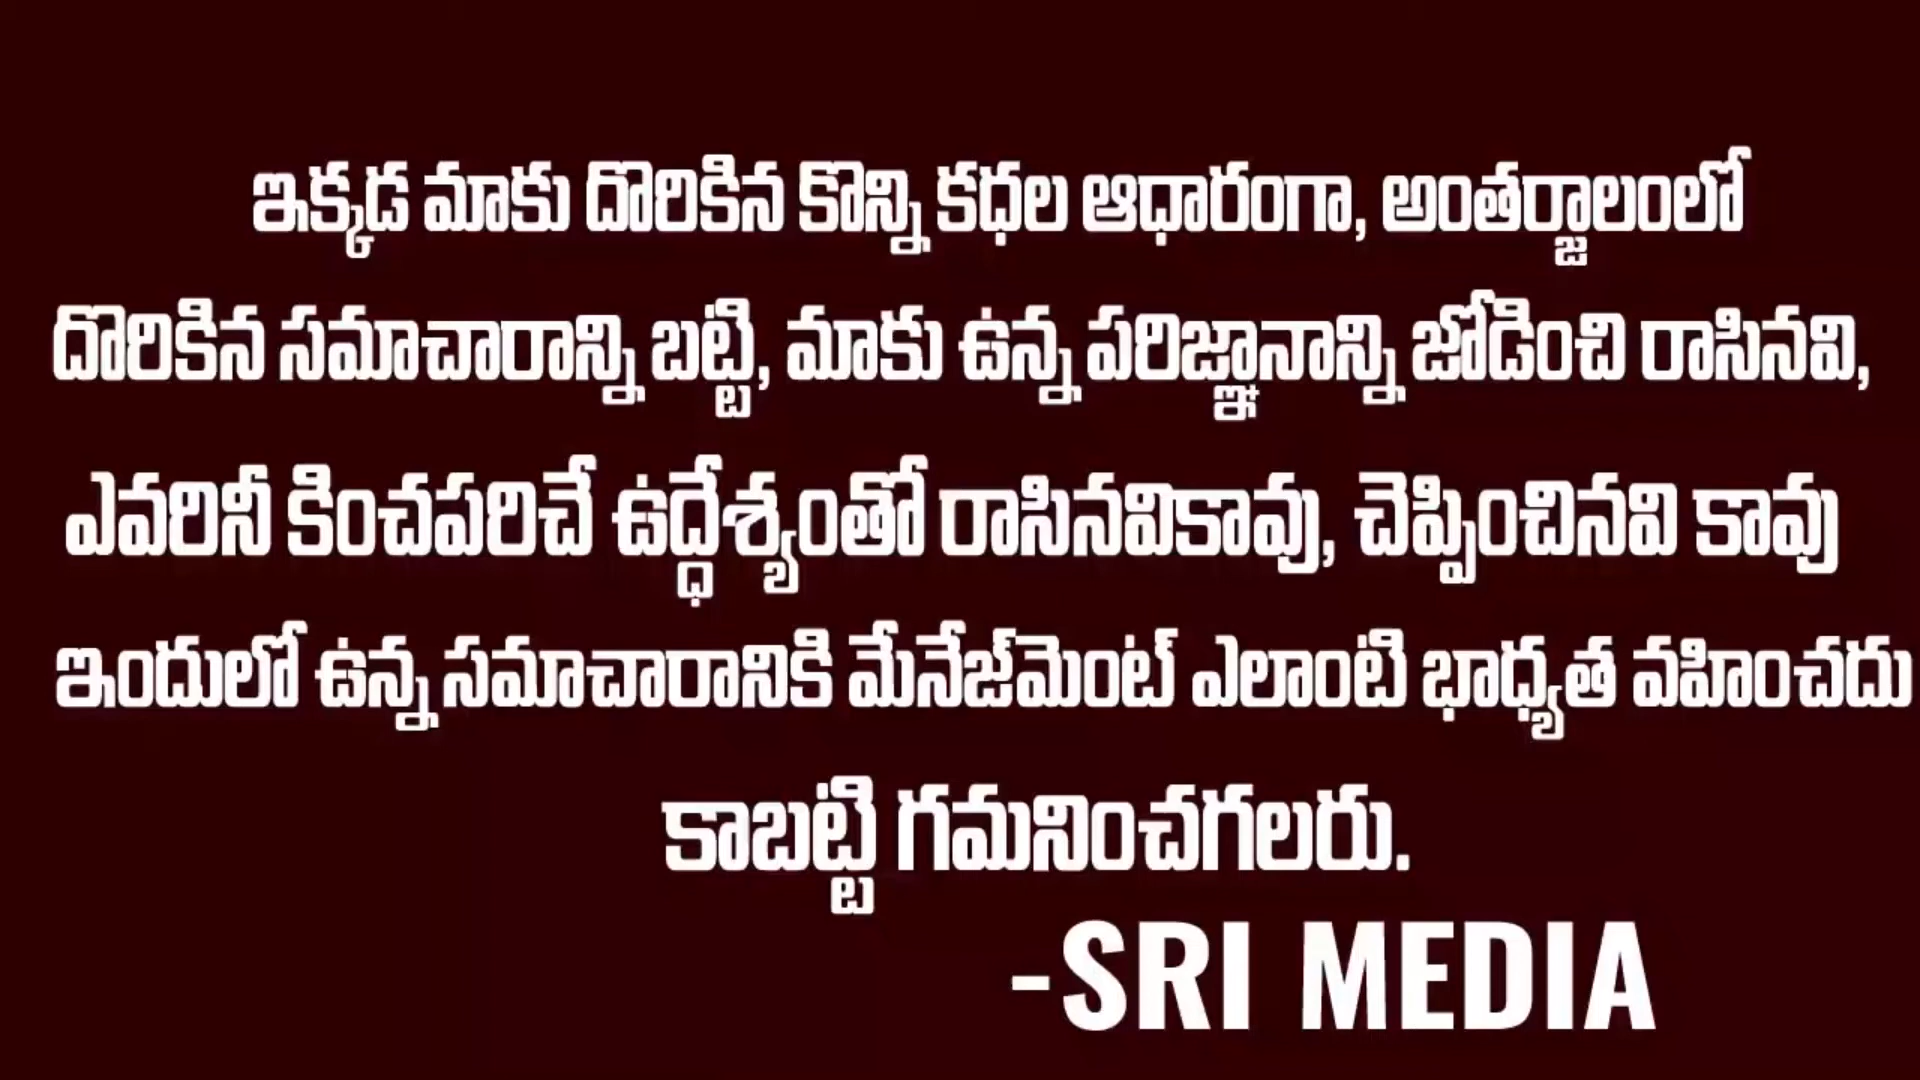 ఇక్కడ మాకు దొరికిన కొన్ని కధల ఆధారంగా, అంతర్జాలంలో
దొరికిన సమాచారాన్ని బట్టి, మాకు ఉన్న పరిజ్ఞానాన్ని జోడించి రాసినవి,
ఎవరినీ కించపరిచే ఉద్ధేశ్యంతో రాసినవికావు, చెప్పించినవి కావు
ఇందులో ఉన్న సమాచారానికి మేనేజ్‌మెంట్ ఎలాంటి భాధ్యత వహించదు
కాబట్టి గమనించగలరు.
-SRI MEDIA